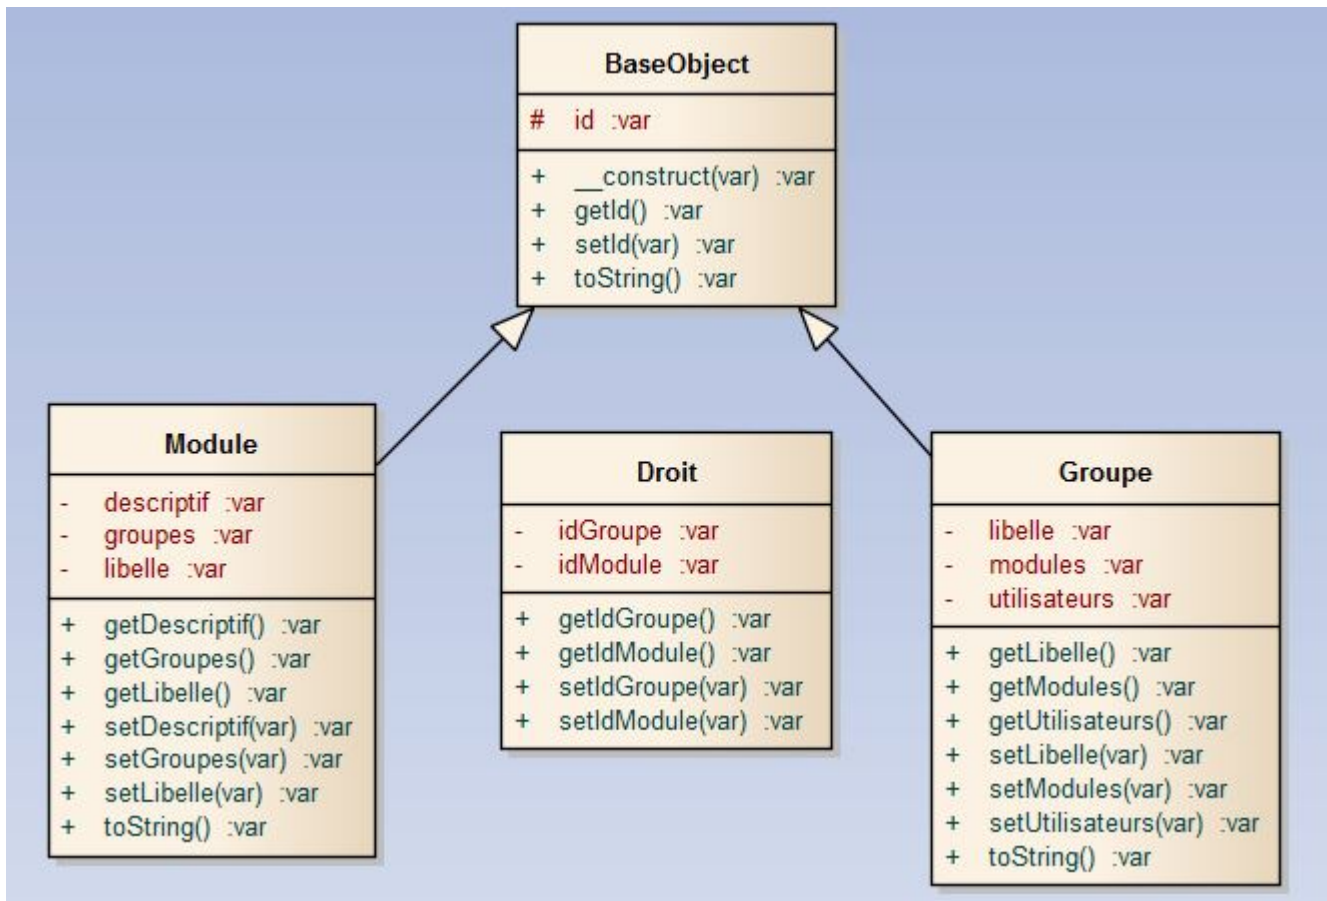 BaseObject
# id :var
+ __construct(var) :var
+ getId() :var
+ setId(var) :var
+ toString() :var
Module
- descriptif :var
- groupes :var
- libelle :var
+ getDescriptif() :var
+ getGroupes() :var
+ getLibelle() :var
+ setDescriptif(var) :var
+ setGroupes(var) :var
+ setLibelle(var) :var
+ toString() :var
Droit
- idGroupe :var
- idModule :var
+ getIdGroupe() :var
+ getIdModule() :var
+ setIdGroupe(var) :var
+ setIdModule(var) :var
Groupe
- libelle :var
- modules :var
- utilisateurs :var
+ getLibelle() :var
+ getModules() :var
+ getUtilisateurs() :var
+ setLibelle(var) :var
+ setModules(var) :var
+ setUtilisateurs(var) :var
+ toString() :var